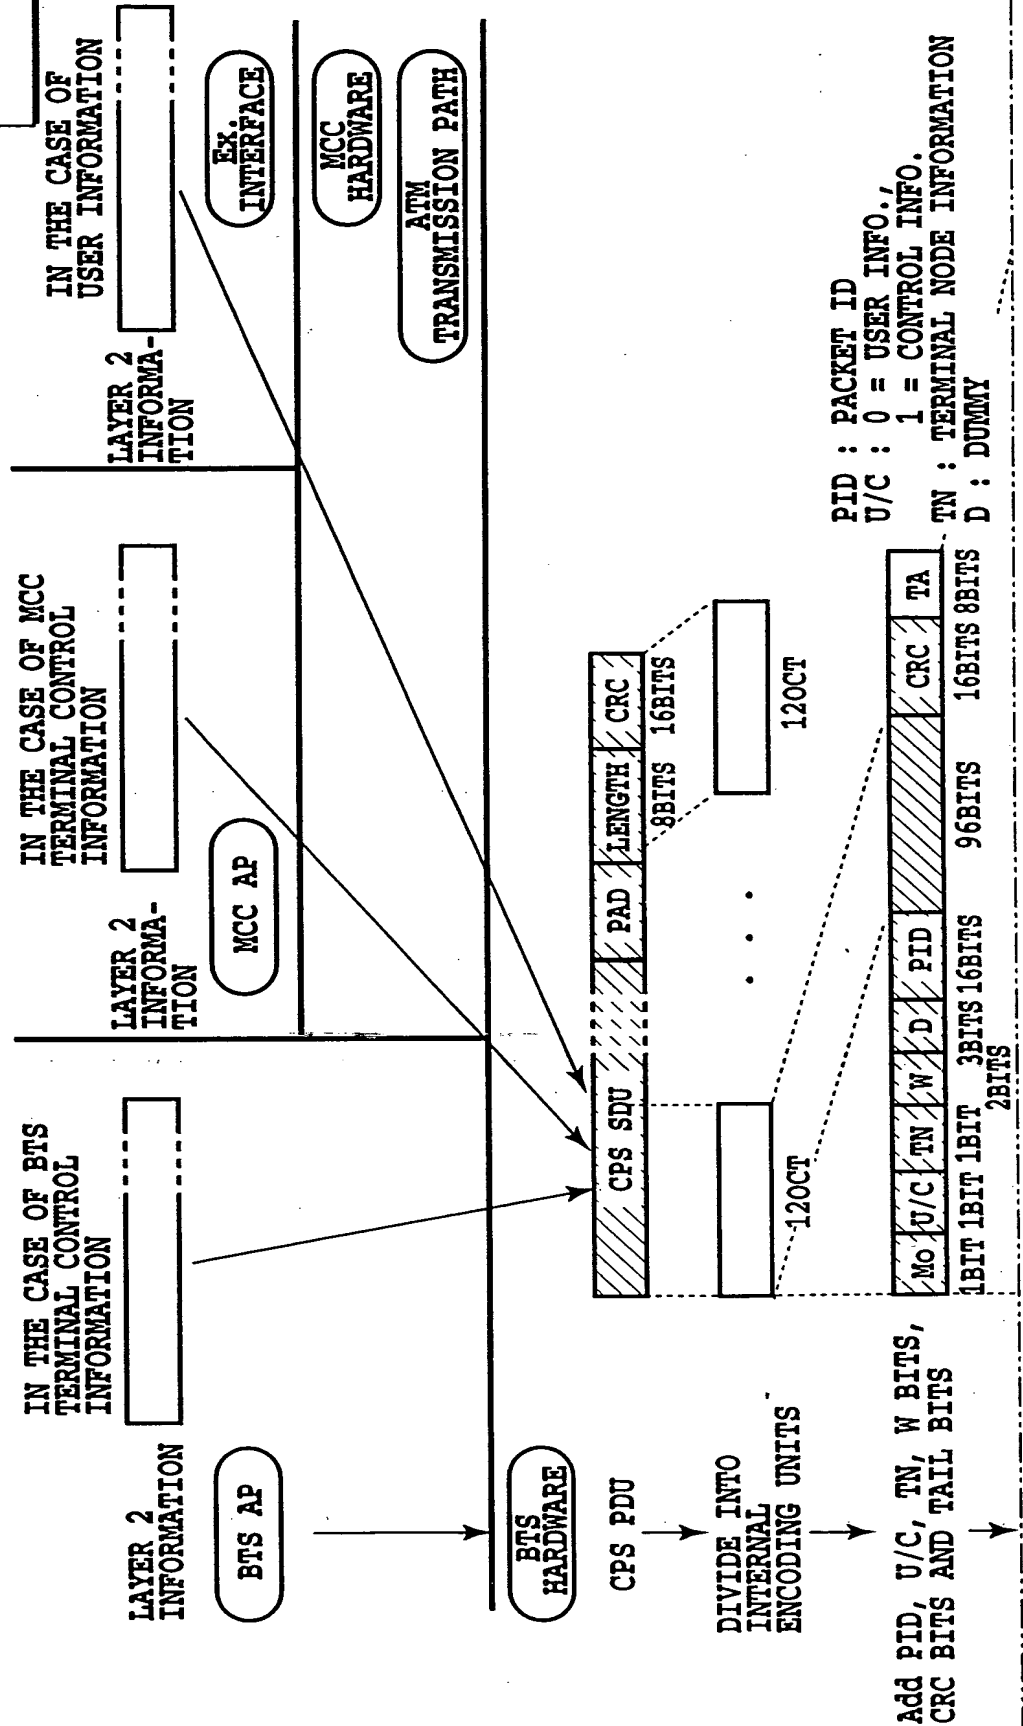 IN THE CASE OF BTS
TERMINAL CONTROL
INFORMATION
IN THE CASE OF MCC
TERMINAL CONTROL
INFORMATION
IN THE CASE OF
USER INFORMATION
LAYER 2
INFORMATION
LAYER 2
INFORMA-
TION
LAYER 2
INFORMA-
TION
BTS AP
MCC AP
Ex.
INTERFACE
MCC
HARDWARE
ATM
TRANSMISSION PATH
BTS
HARDWARE
CPS PDU
CPS SDU
PAD
LENGTH
CRC
8BITS
16BITS
DIVIDE INTO
INTERNAL
ENCODING UNITS
12OCT
12OCT
PID : PACKET ID
U/C : 0 = USER INFO.,
1 = CONTROL INFO.
TN : TERMINAL NODE INFORMATION
D : DUMMY
Add PID, U/C, TN, W BITS,
CRC BITS AND TAIL BITS
Mo U/C TN W D PID CRC TA
1BIT 1BIT 1BIT 3BITS 16BITS 96BITS 16BITS 8BITS
2BITS